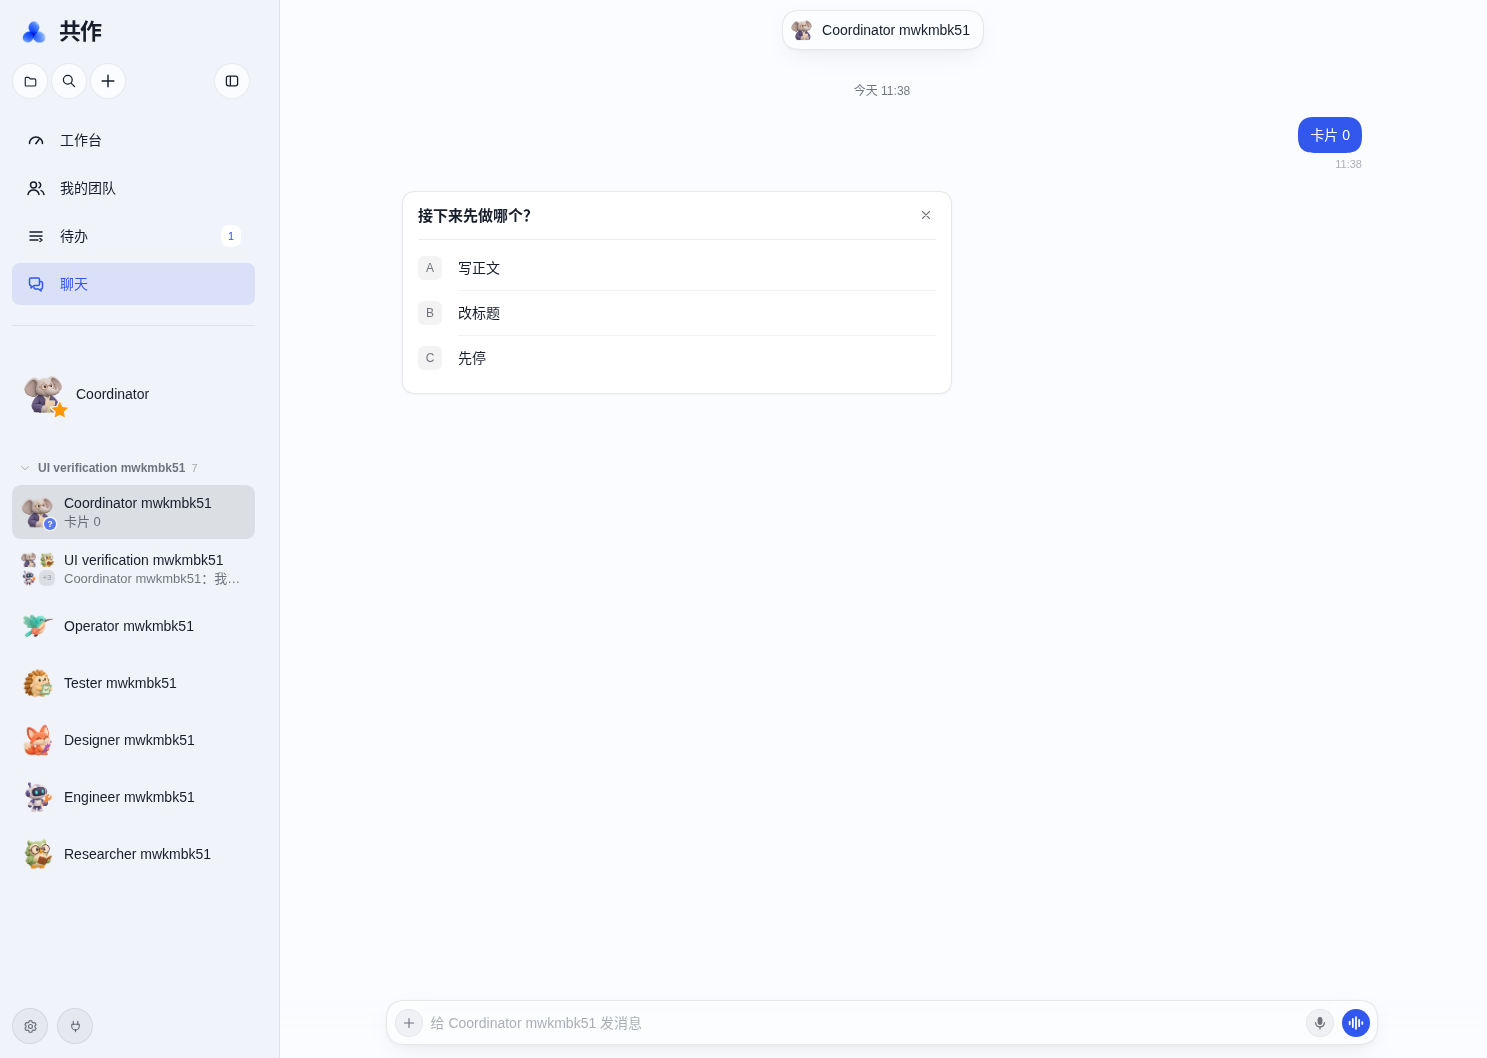 共作
工作台
我的团队
待办
1
聊天
Coordinator
UI verification mwkmbk51 7
Coordinator mwkmbk51
卡片 0
?
UI verification mwkmbk51
+3
Coordinator mwkmbk51：我…
Operator mwkmbk51
Tester mwkmbk51
Designer mwkmbk51
Engineer mwkmbk51
Researcher mwkmbk51
Coordinator mwkmbk51
今天 11:38
卡片 0
11:38
接下来先做哪个?
A 写正文
B 改标题
C 先停
给 Coordinator mwkmbk51 发消息